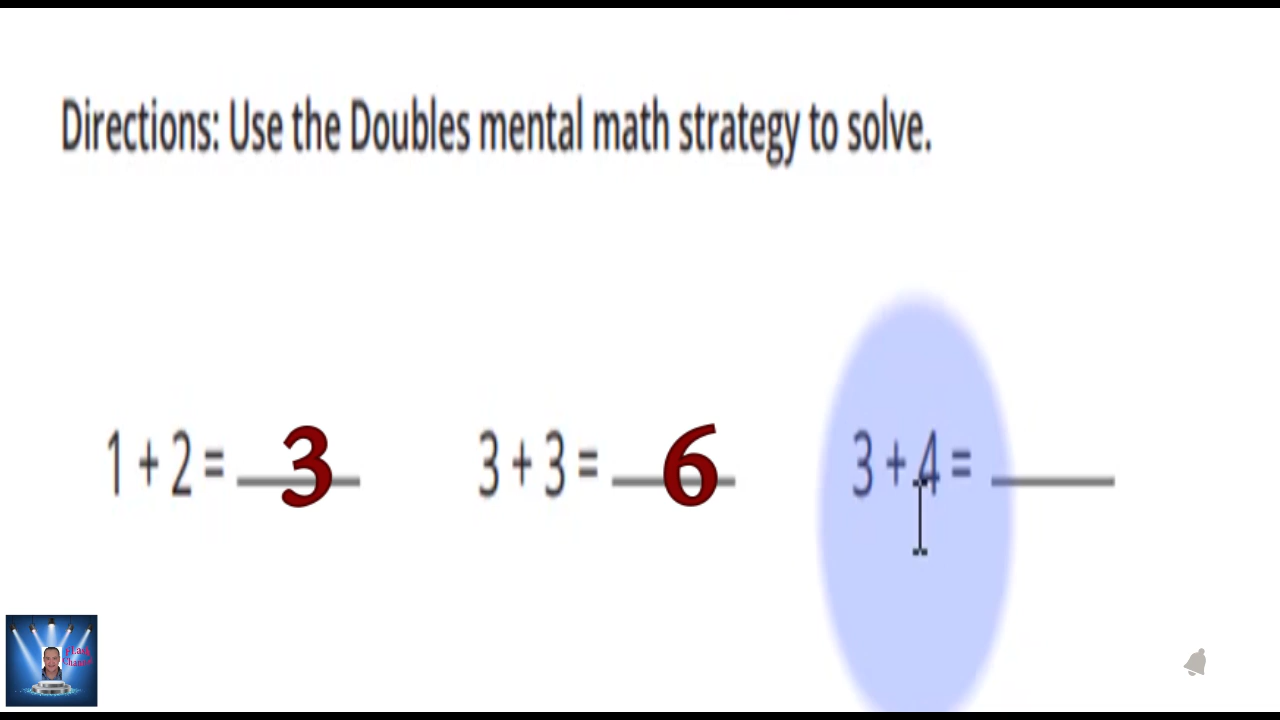 Directions: Use the Doubles mental math strategy to solve.
1 + 2 = 3 3 + 3 = 6 3 + 4 =